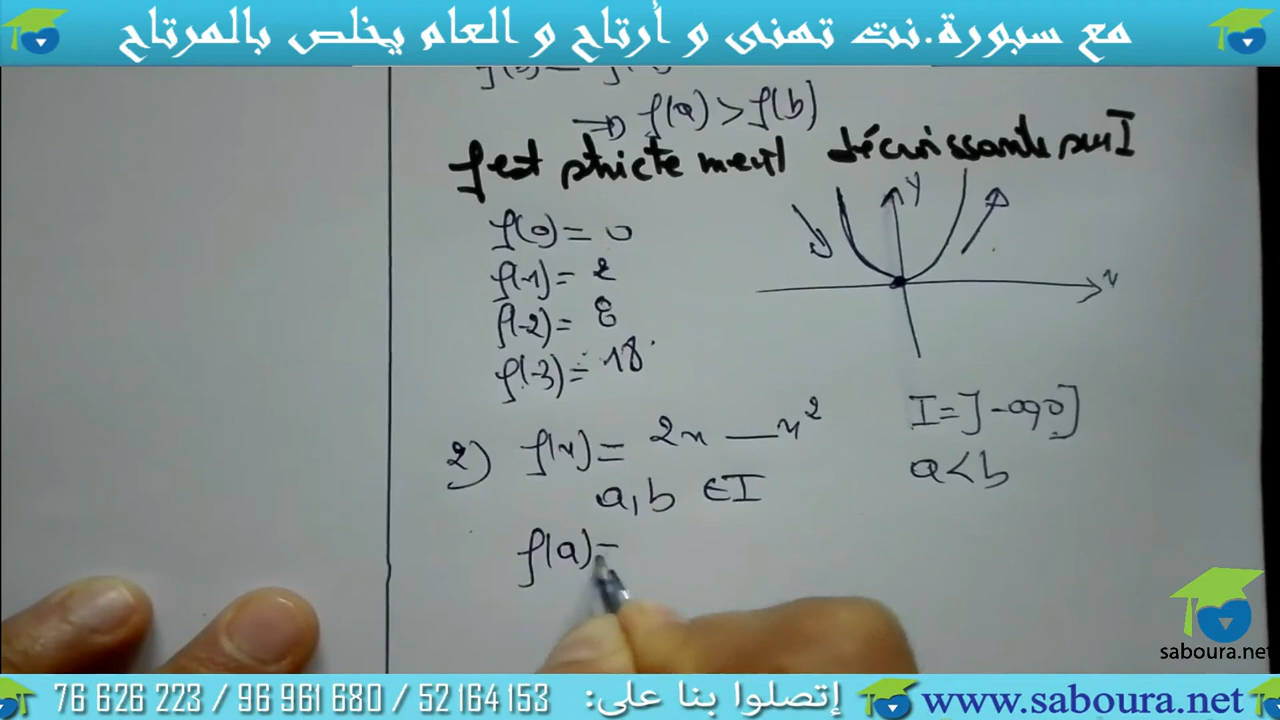 مع سبورة.نت تهنى و أرتاح و العام يخلص بالمرتاح
⇒ f(a) > f(b)
f est strictement décroissante sur I
y
f(0) = 0
f(-1) = 2
x
f(-2) = 8
f(-3) = 18
2) f(x) = 2x - x²
I = ]-∞,0]
a,b ∈ I
a < b
f(a) =
saboura.net
76 626 223 / 96 961 680 / 52 164 153 إتصلوا بنا على: www.saboura.net